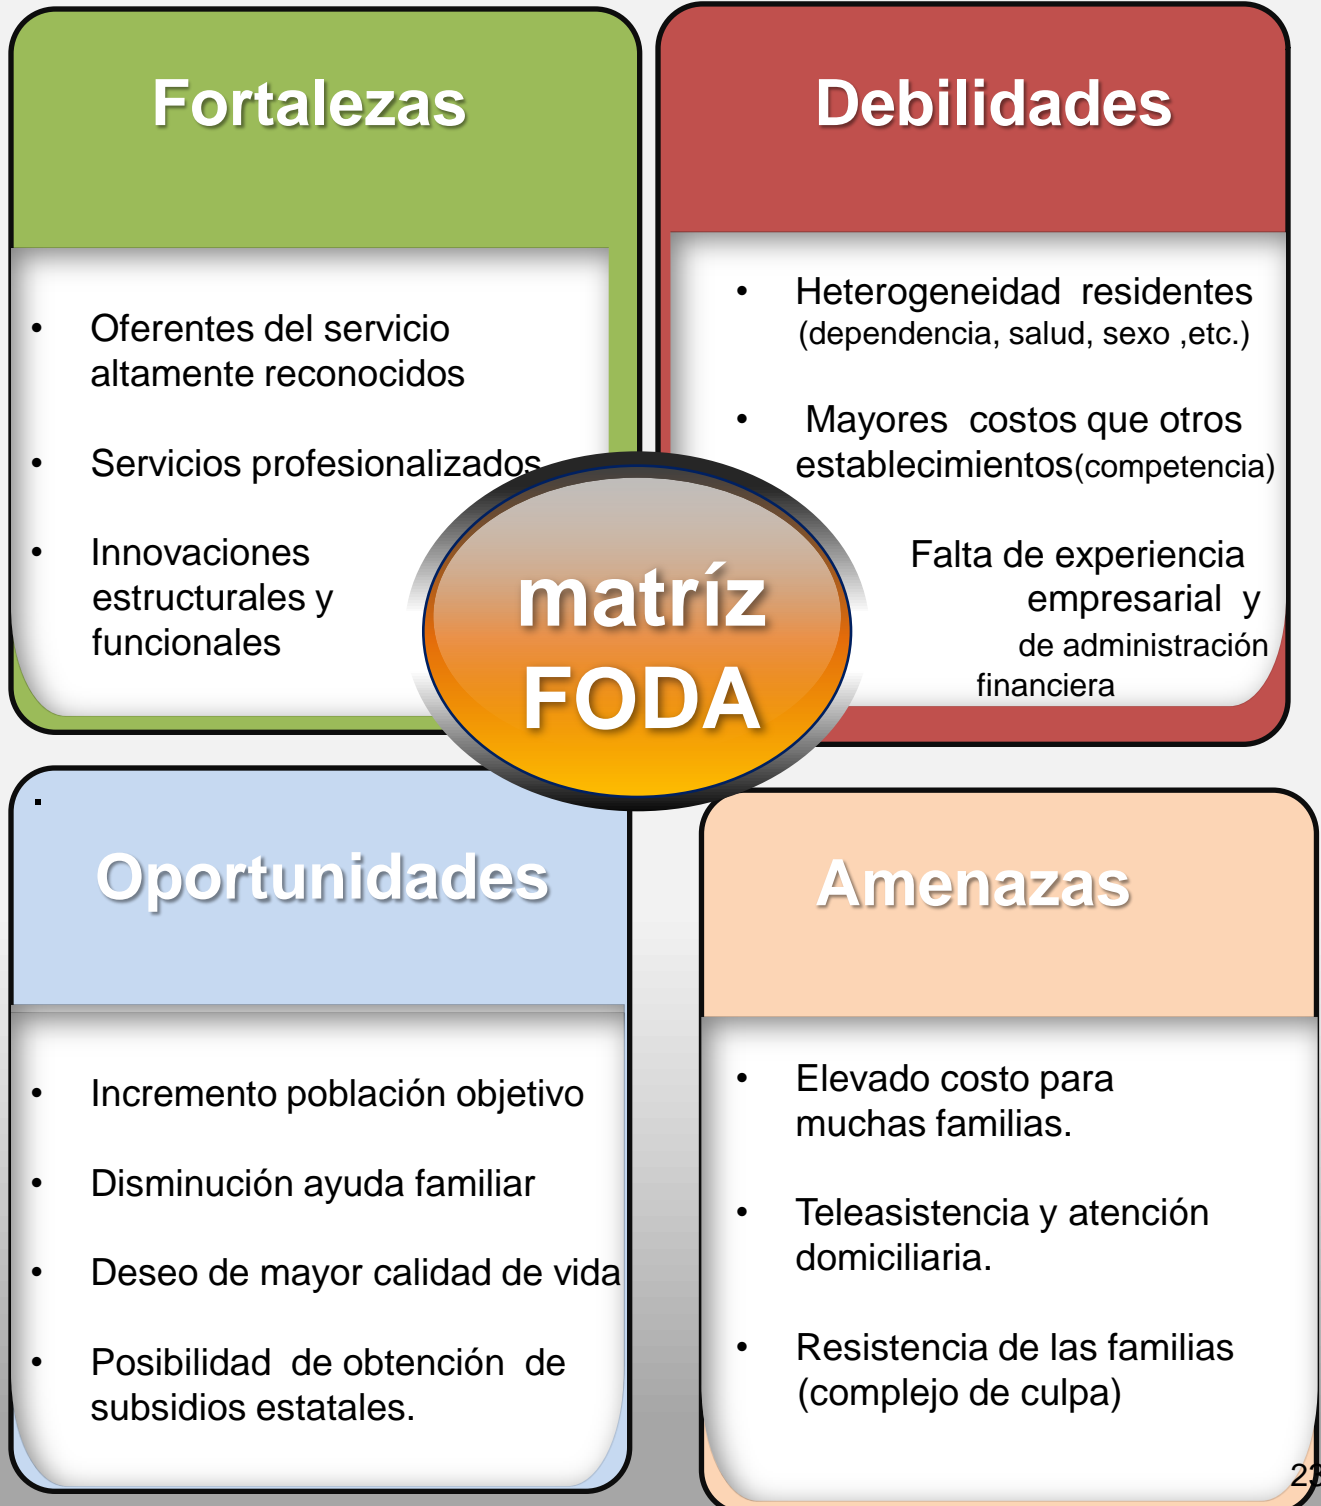 Fortalezas
• Oferentes del servicio
altamente reconocidos
• Servicios profesionalizados
• Innovaciones
estructurales y
funcionales
Debilidades
• Heterogeneidad residentes
(dependencia, salud, sexo ,etc.)
• Mayores costos que otros
establecimientos(competencia)
Falta de experiencia
empresarial y
de administración
financiera
matríz
FODA
Oportunidades
• Incremento población objetivo
• Disminución ayuda familiar
• Deseo de mayor calidad de vida
• Posibilidad de obtención de
subsidios estatales.
Amenazas
• Elevado costo para
muchas familias.
• Teleasistencia y atención
domiciliaria.
• Resistencia de las familias
(complejo de culpa)
23